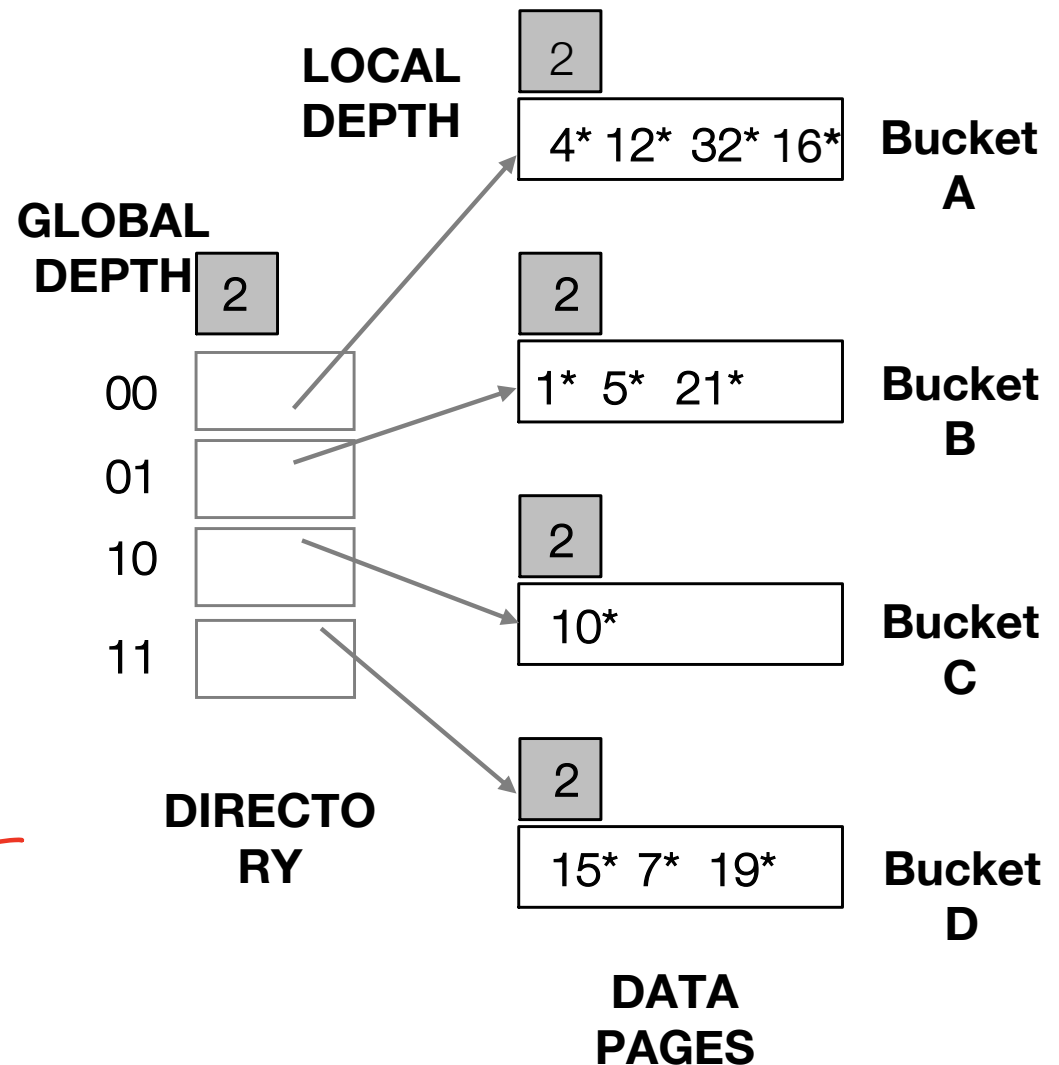 LOCAL
DEPTH
2
4* 12* 32* 16*
Bucket
A
GLOBAL
DEPTH
2
2
1* 5* 21*
Bucket
B
00
01
10
11
2
10*
Bucket
C
2
15* 7* 19*
Bucket
D
DIRECTO
RY
DATA
PAGES